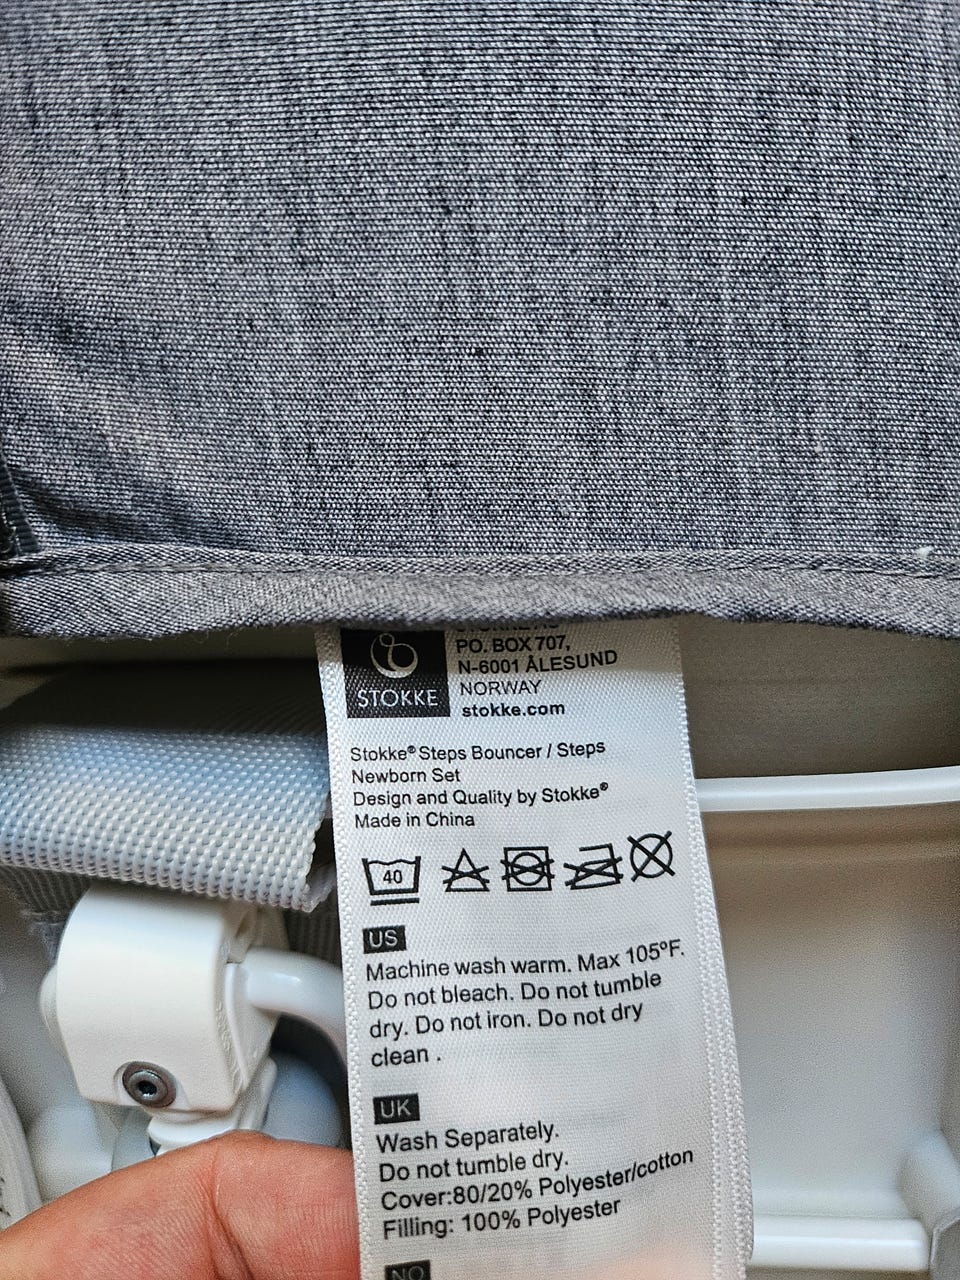 STOKKE
PO. BOX 707,
N-6001 ÅLESUND
NORWAY
stokke.com
Stokke® Steps Bouncer / Steps
Newborn Set
Design and Quality by Stokke®
Made in China
40
US
Machine wash warm. Max 105ºF.
Do not bleach. Do not tumble
dry. Do not iron. Do not dry
clean .
UK
Wash Separately.
Do not tumble dry.
Cover:80/20% Polyester/cotton
Filling: 100% Polyester
NO